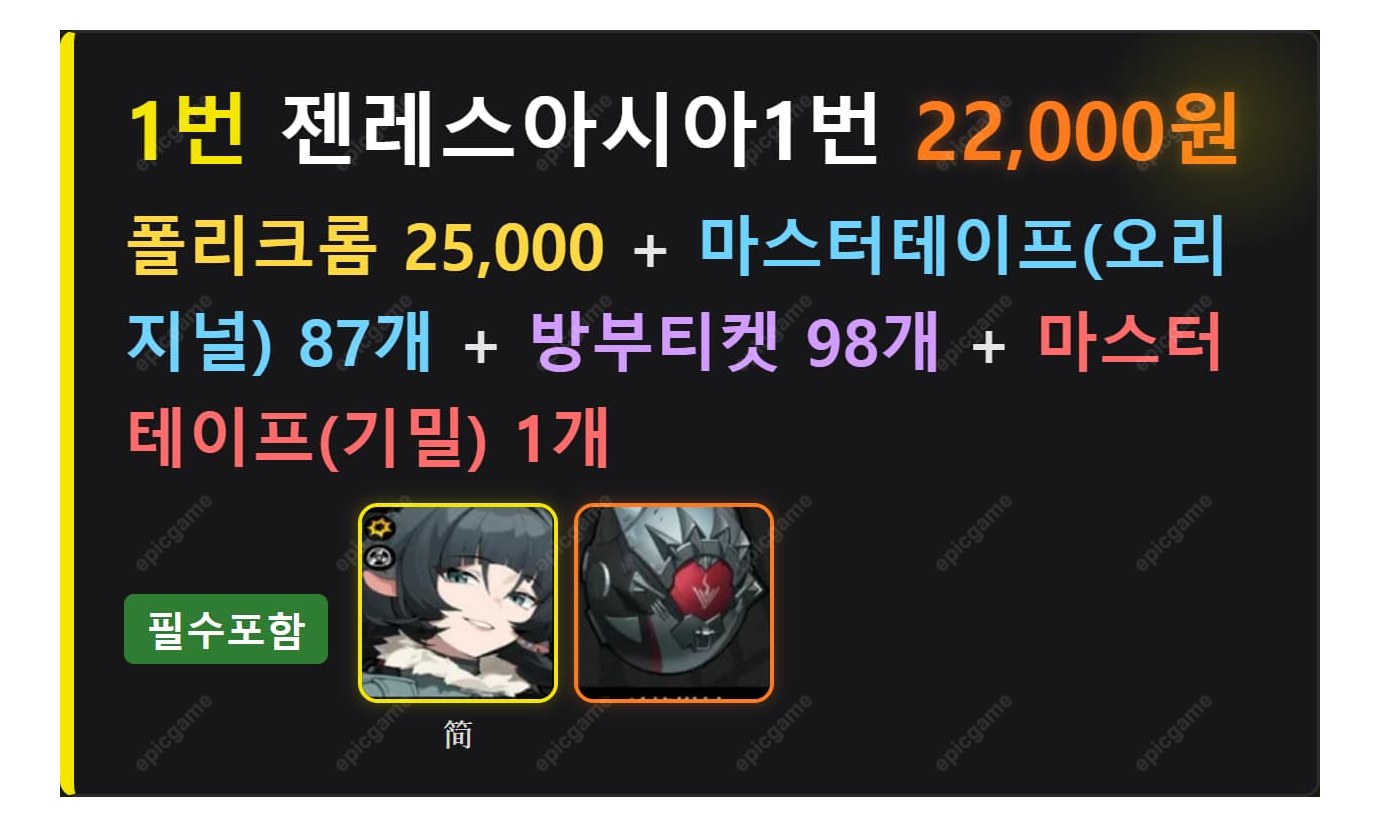 1번 젠레스아시아1번 22,000원
폴리크롬 25,000 + 마스터테이프(오리
지널) 87개 + 방부티켓 98개 + 마스터
테이프(기밀) 1개
필수포함
简
epicgame